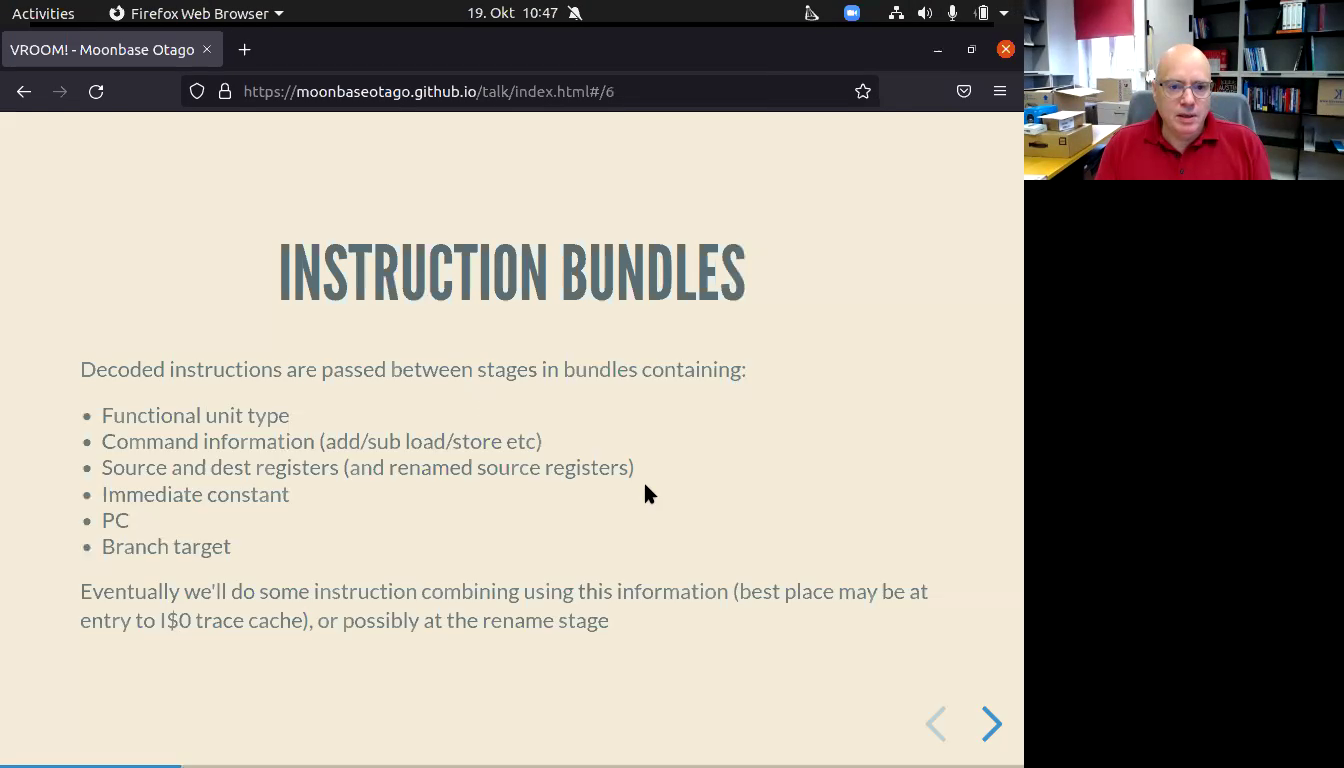 Activities
Firefox Web Browser
19. Okt 10:47
VROOM! - Moonbase Otago
https://moonbaseotago.github.io/talk/index.html#/6
INSTRUCTION BUNDLES
Decoded instructions are passed between stages in bundles containing:
• Functional unit type
• Command information (add/sub load/store etc)
• Source and dest registers (and renamed source registers)
• Immediate constant
• PC
• Branch target
Eventually we'll do some instruction combining using this information (best place may be at
entry to I$0 trace cache), or possibly at the rename stage